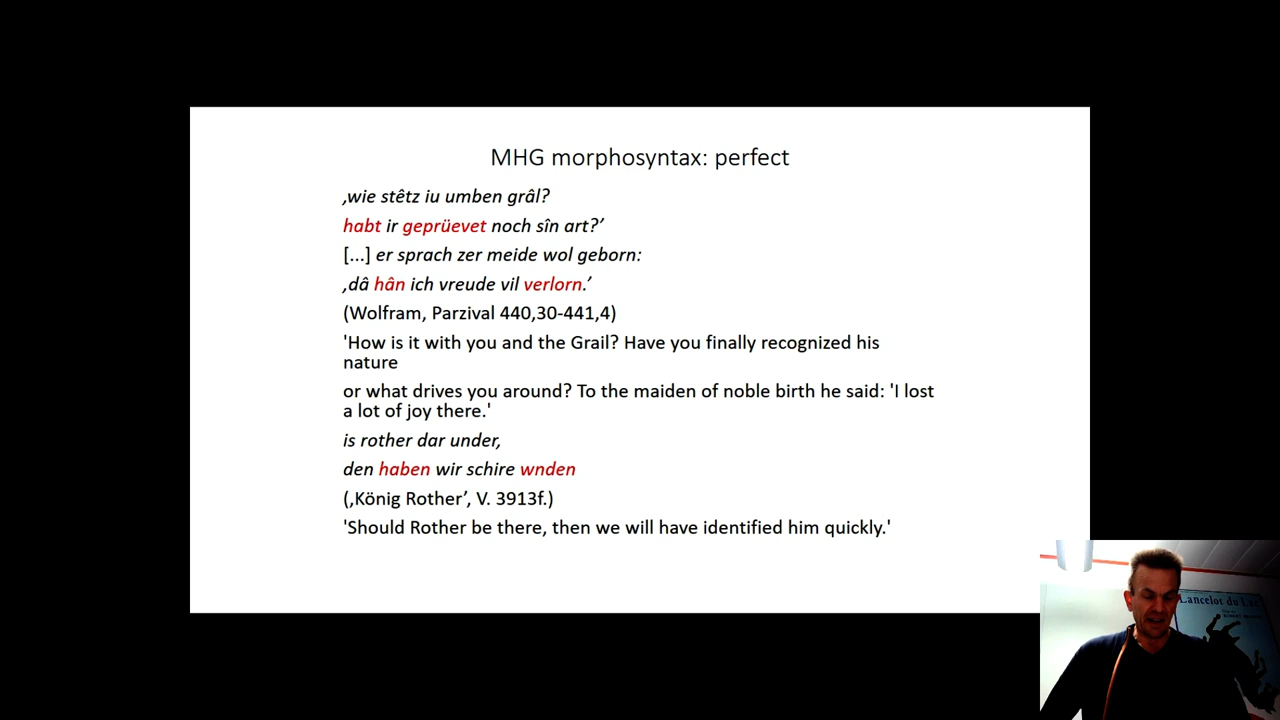 MHG morphosyntax: perfect
‚wie stêtz iu umben grâl?
habt ir geprüevet noch sîn art?’
[...] er sprach zer meide wol geborn:
‚dâ hân ich vreude vil verlorn.’
(Wolfram, Parzival 440,30-441,4)
'How is it with you and the Grail? Have you finally recognized his
nature
or what drives you around? To the maiden of noble birth he said: 'I lost
a lot of joy there.'
is rother dar under,
den haben wir schire wnden
(‚König Rother’, V. 3913f.)
'Should Rother be there, then we will have identified him quickly.'
Lancelot du Lac